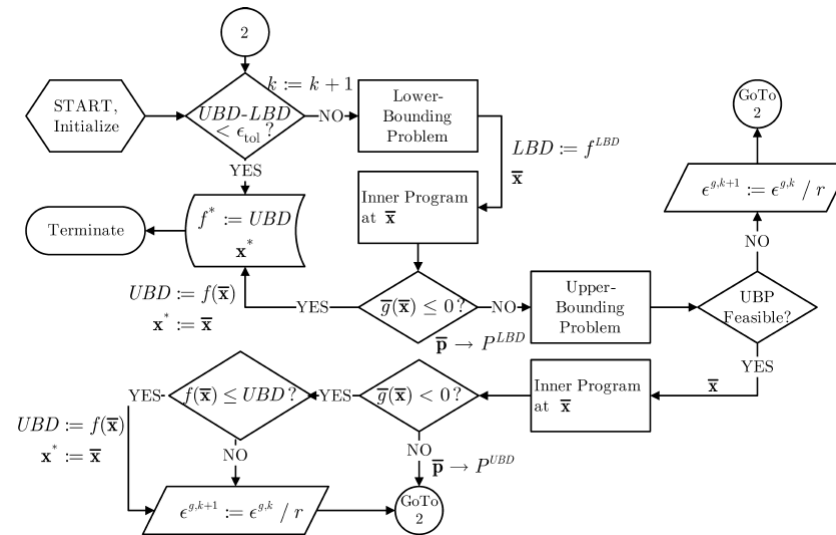 2
k := k + 1
START,
Initialize
UBD-LBD
< ϵ_tol ?
NO
Lower-
Bounding
Problem
LBD := f^{LBD}
x̄
GoTo
2
ϵ^{g,k+1} := ϵ^{g,k} / r
NO
YES
Inner Program
at x̄
Terminate
f^* := UBD
x^*
UBD := f(x̄)
x^* := x̄
YES
ḡ(x̄) ≤ 0 ?
NO
p̄ → P^{LBD}
Upper-
Bounding
Problem
UBP
Feasible?
YES
x̄
Inner Program
at x̄
ḡ(x̄) < 0 ?
YES
f(x̄) ≤ UBD ?
YES
UBD := f(x̄)
x^* := x̄
NO
NO
p̄ → P^{UBD}
ϵ^{g,k+1} := ϵ^{g,k} / r
GoTo
2